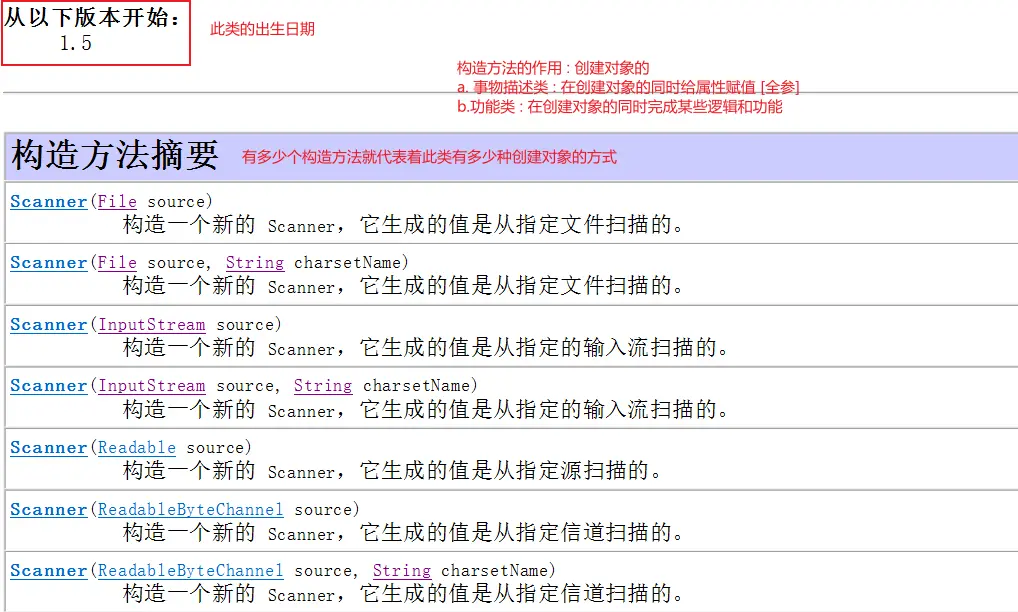 从以下版本开始：
1.5
此类的出生日期
构造方法的作用 : 创建对象的
a. 事物描述类 : 在创建对象的同时给属性赋值 [全参]
b.功能类 : 在创建对象的同时完成某些逻辑和功能
构造方法摘要
有多少个构造方法就代表着此类有多少种创建对象的方式
Scanner(File source)
构造一个新的 Scanner，它生成的值是从指定文件扫描的。
Scanner(File source, String charsetName)
构造一个新的 Scanner，它生成的值是从指定文件扫描的。
Scanner(InputStream source)
构造一个新的 Scanner，它生成的值是从指定的输入流扫描的。
Scanner(InputStream source, String charsetName)
构造一个新的 Scanner，它生成的值是从指定的输入流扫描的。
Scanner(Readable source)
构造一个新的 Scanner，它生成的值是从指定源扫描的。
Scanner(ReadableByteChannel source)
构造一个新的 Scanner，它生成的值是从指定信道扫描的。
Scanner(ReadableByteChannel source, String charsetName)
构造一个新的 Scanner，它生成的值是从指定信道扫描的。